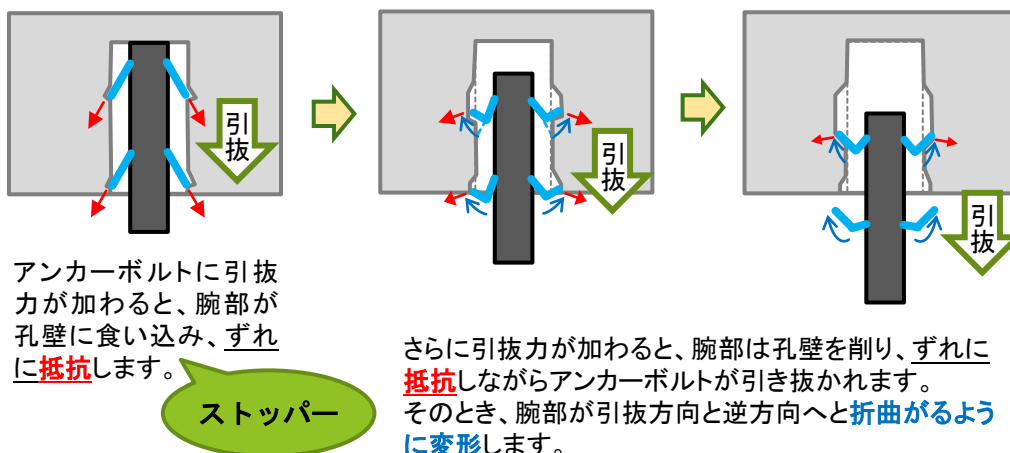 引抜
引抜
引抜
アンカーボルトに引抜
力が加わると、腕部が
孔壁に食い込み、ずれ
に抵抗します。
ストッパー
さらに引抜力が加わると、腕部は孔壁を削り、ずれに
抵抗しながらアンカーボルトが引き抜かれます。
そのとき、腕部が引抜方向と逆方向へと折曲がるよう
に変形します。